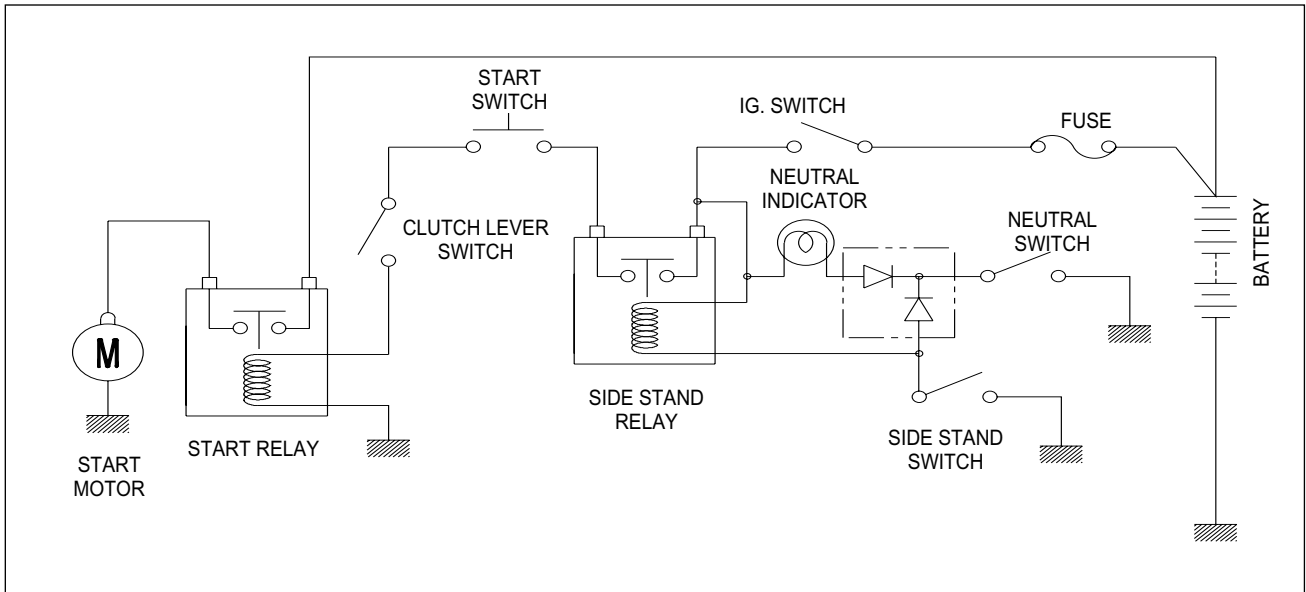 START
SWITCH
IG. SWITCH
FUSE
NEUTRAL
INDICATOR
CLUTCH LEVER
SWITCH
NEUTRAL
SWITCH
BATTERY
M
SIDE STAND
RELAY
START RELAY
SIDE STAND
SWITCH
START
MOTOR